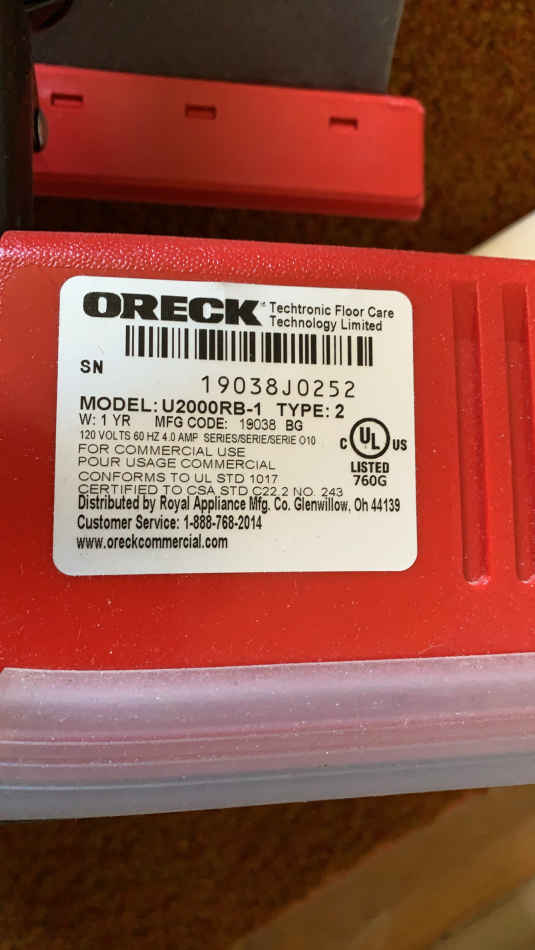 ORECK™ Techtronic Floor Care
Technology Limited
SN
19038J0252
MODEL: U2000RB-1 TYPE: 2
W: 1 YR MFG CODE: 19038 BG
120 VOLTS 60 HZ 4.0 AMP SERIES/SERIE/SERIE O10
FOR COMMERCIAL USE
POUR USAGE COMMERCIAL
CONFORMS TO UL STD 1017
CERTIFIED TO CSA STD C22.2 NO. 243
C UL US
LISTED
760G
Distributed by Royal Appliance Mfg. Co. Glenwillow, Oh 44139
Customer Service: 1-888-768-2014
www.oreckcommercial.com